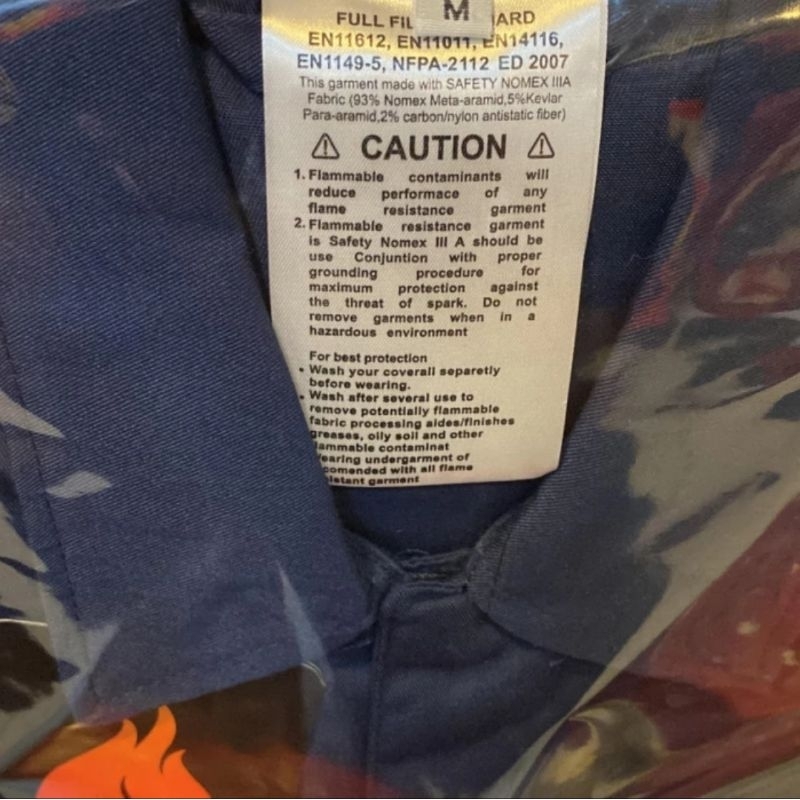 M
FULL FIL ARD
EN11612, EN11011, EN14116,
EN1149-5, NFPA-2112 ED 2007
This garment made with SAFETY NOMEX IIIA
Fabric (93% Nomex Meta-aramid,5%Kevlar
Para-aramid,2% carbon/nylon antistatic fiber)
CAUTION
1. Flammable contaminants will
reduce performace of any
flame resistance garment
2. Flammable resistance garment
is Safety Nomex III A should be
use Conjuntion with proper
grounding procedure for
maximum protection against
the threat of spark. Do not
remove garments when in a
hazardous environment
For best protection
• Wash your coverall separetly
before wearing.
• Wash after several use to
remove potentially flammable
fabric processing aides/finishes
greases, oily soil and other
lammable contaminat
earing undergarment of
comended with all flame
istant garment